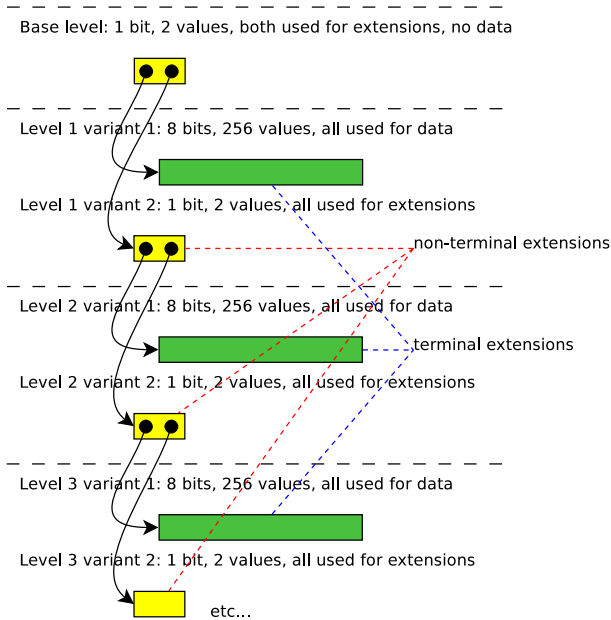 Base level: 1 bit, 2 values, both used for extensions, no data
Level 1 variant 1: 8 bits, 256 values, all used for data
Level 1 variant 2: 1 bit, 2 values, all used for extensions
non-terminal extensions
Level 2 variant 1: 8 bits, 256 values, all used for data
terminal extensions
Level 2 variant 2: 1 bit, 2 values, all used for extensions
Level 3 variant 1: 8 bits, 256 values, all used for data
Level 3 variant 2: 1 bit, 2 values, all used for extensions
etc...